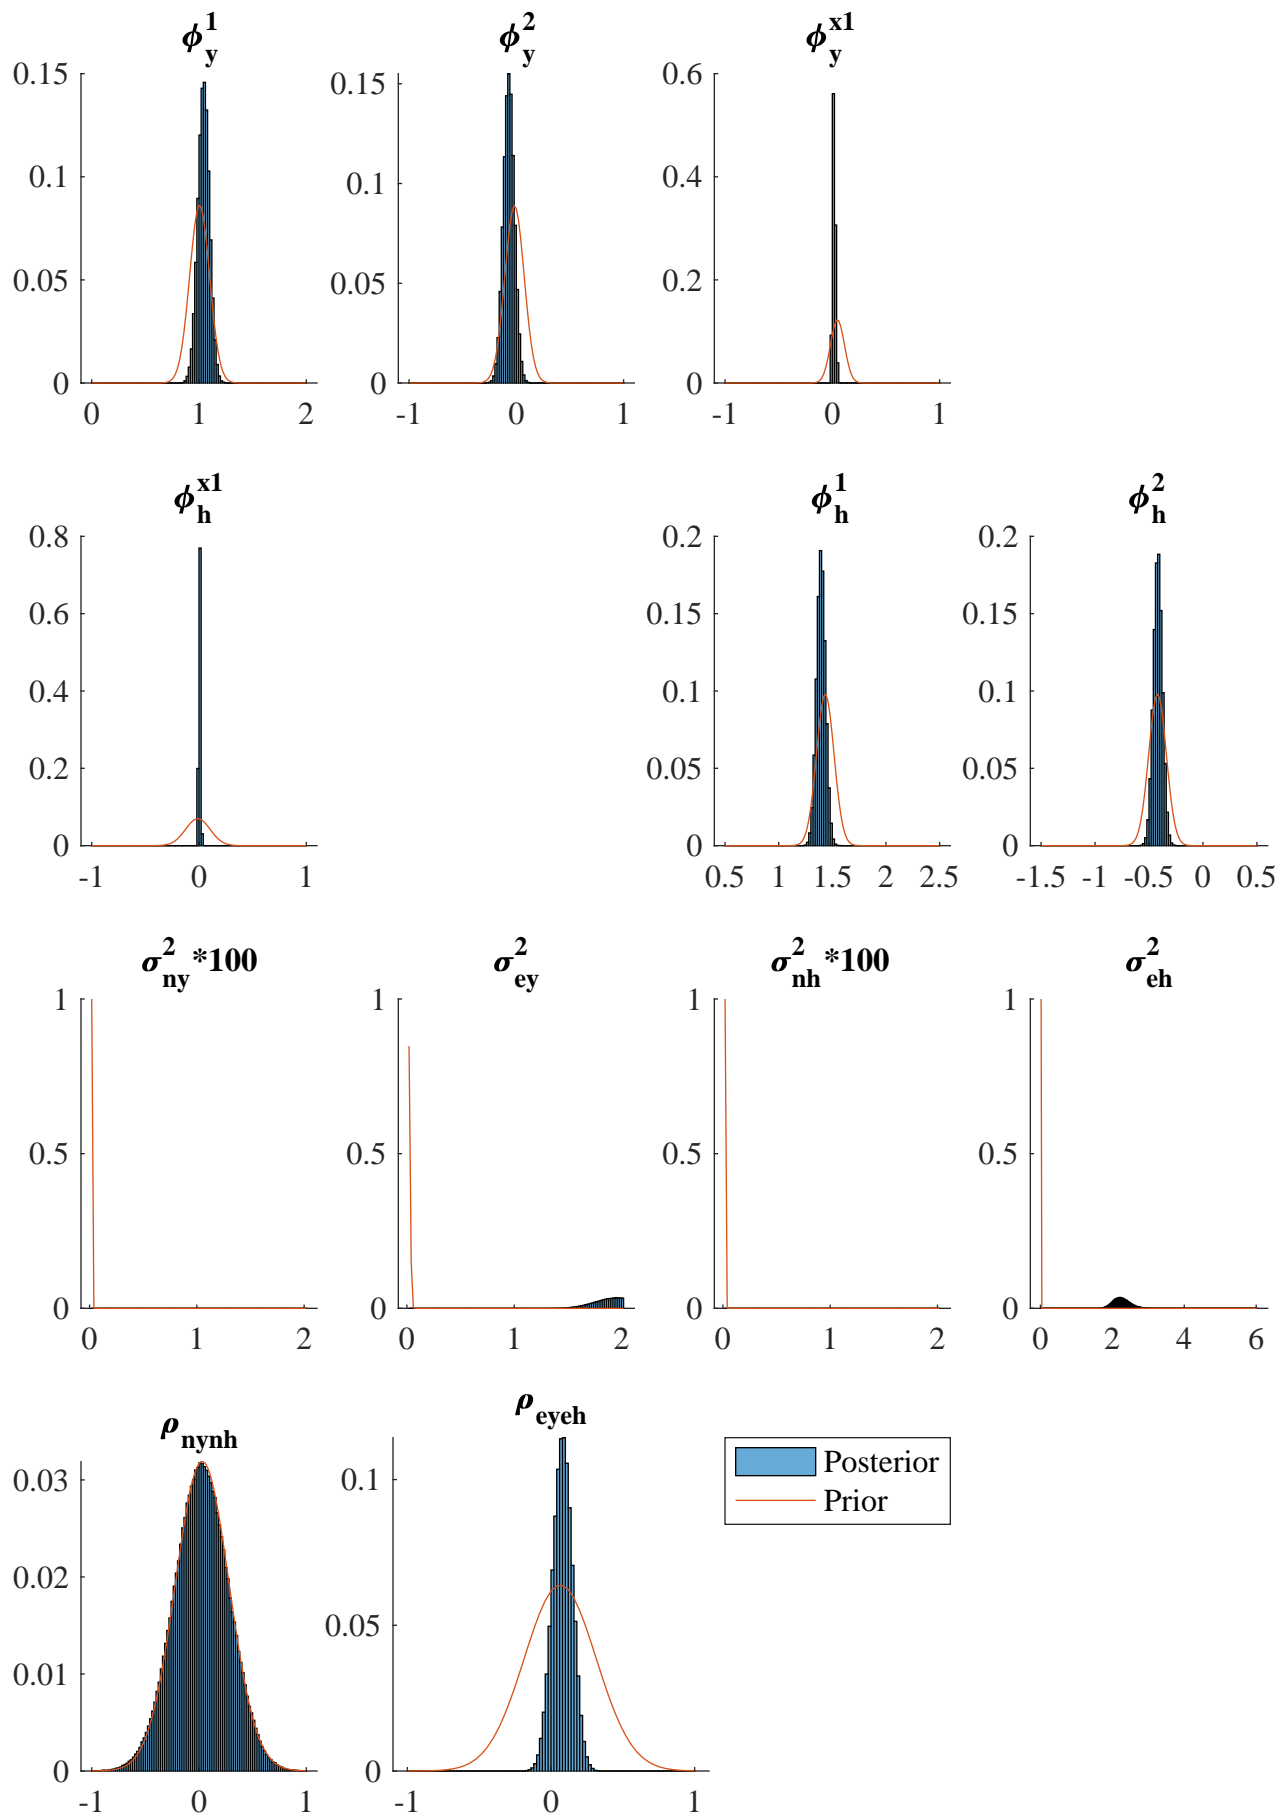 ϕ_y^1 ϕ_y^2 ϕ_y^x1
0.15 0.15 0.6
0.1 0.1 0.4
0.05 0.05 0.2
0 0 0
0 1 2 -1 0 1 -1 0 1
ϕ_h^x1 ϕ_h^1 ϕ_h^2
0.8 0.2 0.2
0.6 0.15 0.15
0.4 0.1 0.1
0.2 0.05 0.05
0 0 0
-1 0 1 0.5 1 1.5 2 2.5 -1.5 -1 -0.5 0 0.5
σ_ny^2 *100 σ_ey^2 σ_nh^2 *100 σ_eh^2
1 1 1 1
0.5 0.5 0.5 0.5
0 0 0 0
0 1 2 0 1 2 0 1 2 0 2 4 6
ρ_nynh ρ_eyeh
0.03 0.1 Posterior
0.02 Prior
0.01 0.05
0 0
-1 0 1 -1 0 1